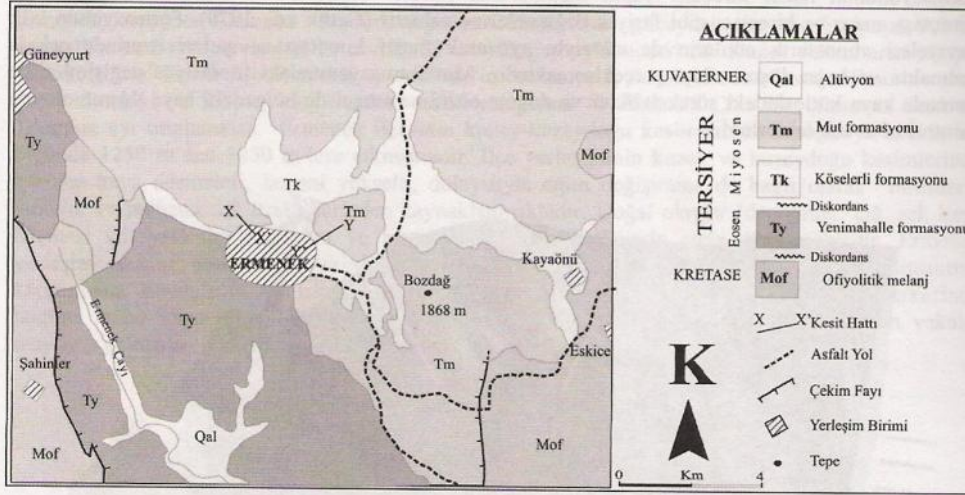 Güneyyurt
Tm
Tm
Ty
Mof
Mof
Tk
Tm
X
Y
X
X'
ERMENEK
Kayaönü
Bozdağ
1868 m
Ermenek Çayı
Ty
Şahinler
Eskice
Tm
Ty
Qal
Mof
Mof
AÇIKLAMALAR
KUVATERNER Qal Alüvyon
TERSİYER
Miyosen
Tm Mut formasyonu
Tk Köselerli formasyonu
Diskordans
Eosen
Ty Yenimahalle formasyonu
Diskordans
KRETASE Mof Ofiyolitik melanj
X X' Kesit Hattı
Asfalt Yol
Çekim Fayı
Yerleşim Birimi
Tepe
K
0 Km 4